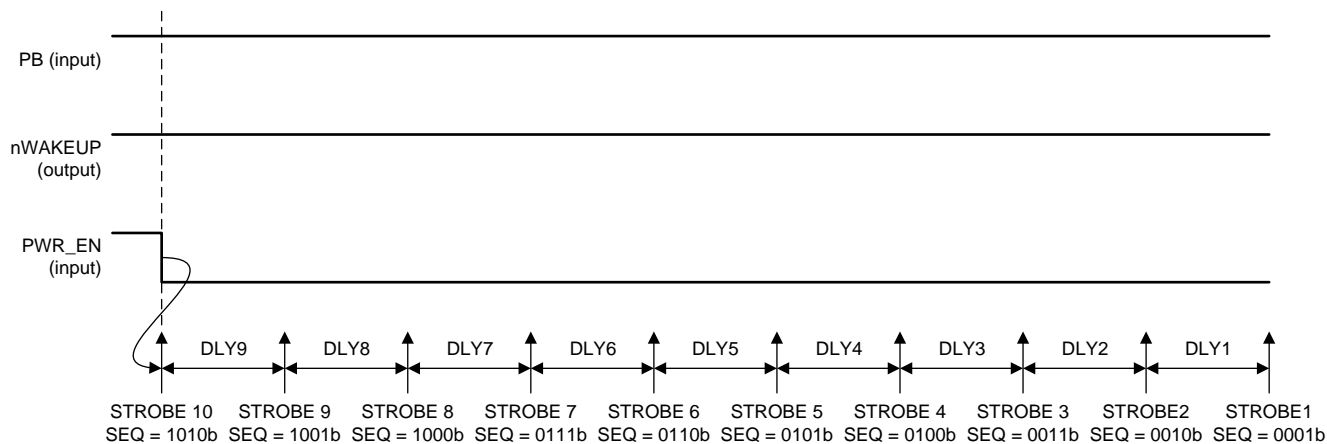 PB (input)
nWAKEUP
(output)
PWR_EN
(input)
DLY9 DLY8 DLY7 DLY6 DLY5 DLY4 DLY3 DLY2 DLY1
STROBE 10 STROBE 9 STROBE 8 STROBE 7 STROBE 6 STROBE 5 STROBE 4 STROBE 3 STROBE2 STROBE1
SEQ = 1010b SEQ = 1001b SEQ = 1000b SEQ = 0111b SEQ = 0110b SEQ = 0101b SEQ = 0100b SEQ = 0011b SEQ = 0010b SEQ = 0001b